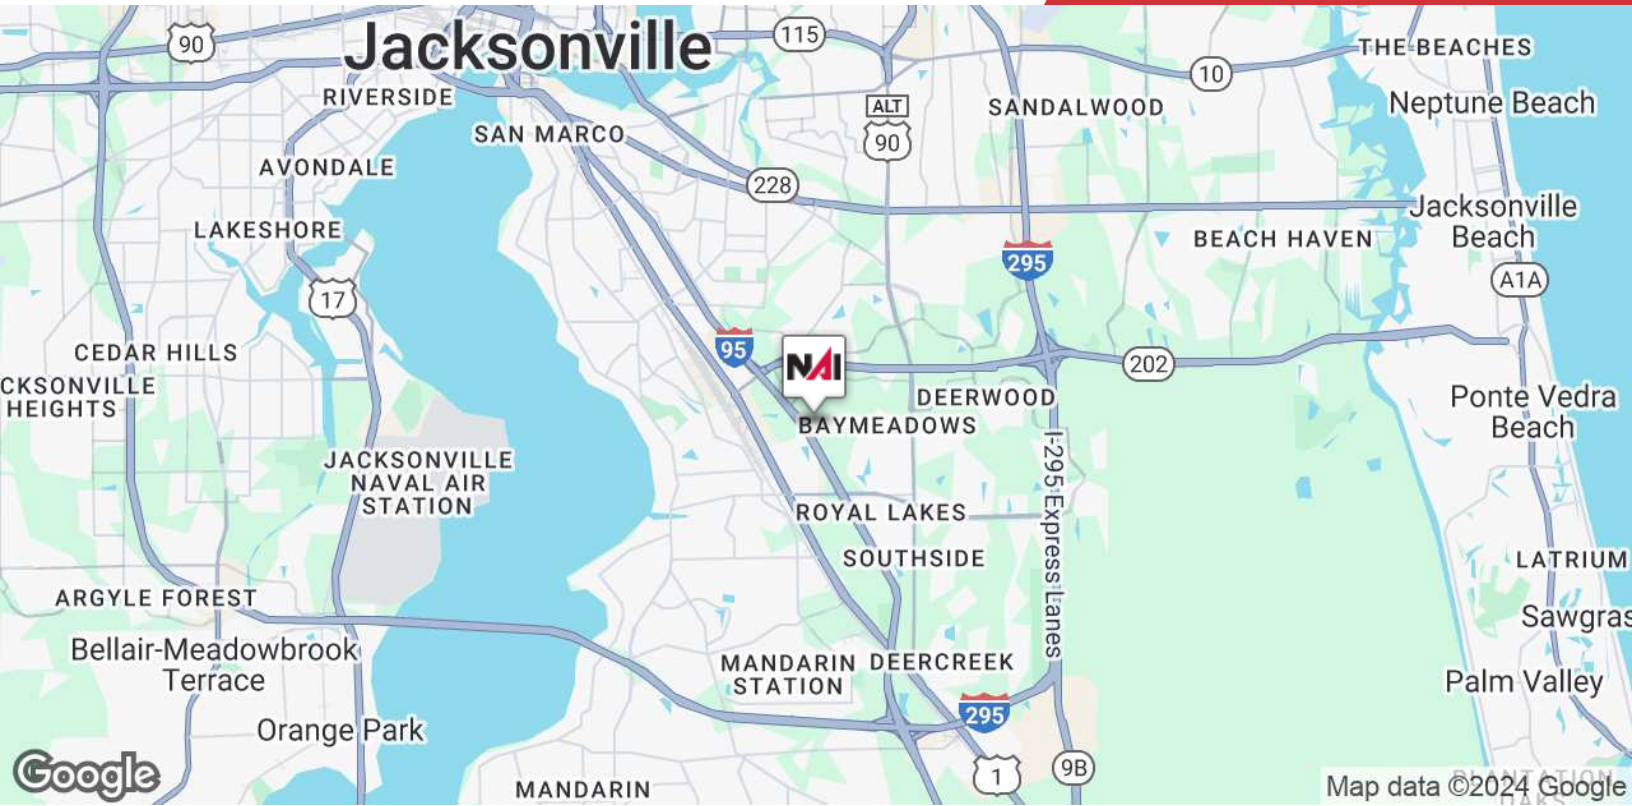 90
Jacksonville
115
THE BEACHES
10
RIVERSIDE
ALT
90
SANDALWOOD
Neptune Beach
SAN MARCO
AVONDALE
228
Jacksonville
Beach
LAKESHORE
BEACH HAVEN
295
17
A1A
95
NAI
CEDAR HILLS
202
CKSONVILLE
HEIGHTS
DEERWOOD
Ponte Vedra
Beach
BAYMEADOWS
JACKSONVILLE
NAVAL AIR
STATION
I-295 Express Lanes
ROYAL LAKES
SOUTHSIDE
LATRIUM
ARGYLE FOREST
Sawgras
Bellair-Meadowbrook
Terrace
MANDARIN
STATION
DEERCREEK
Palm Valley
295
Orange Park
Google
MANDARIN
1
9B
Map data ©2024 Google